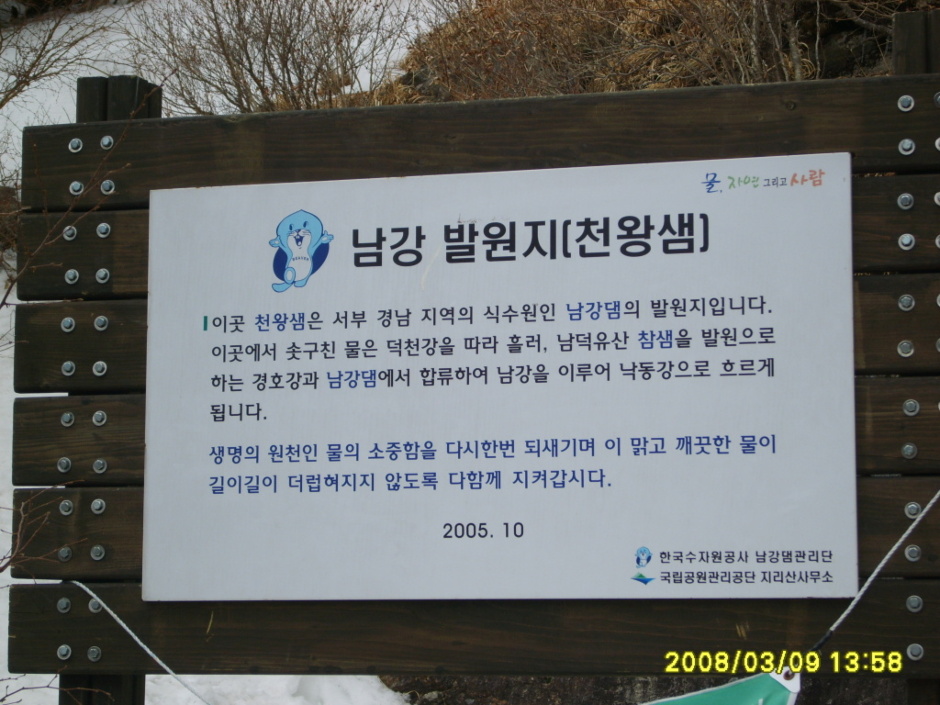 물, 자연 그리고 사람
남강 발원지(천왕샘)
이곳 천왕샘은 서부 경남 지역의 식수원인 남강댐의 발원지입니다.
이곳에서 솟구친 물은 덕천강을 따라 흘러, 남덕유산 참샘을 발원으로
하는 경호강과 남강댐에서 합류하여 남강을 이루어 낙동강으로 흐르게
됩니다.
생명의 원천인 물의 소중함을 다시한번 되새기며 이 맑고 깨끗한 물이
길이길이 더럽혀지지 않도록 다함께 지켜갑시다.
2005. 10
한국수자원공사 남강댐관리단
국립공원관리공단 지리산사무소
2008/03/09 13:58